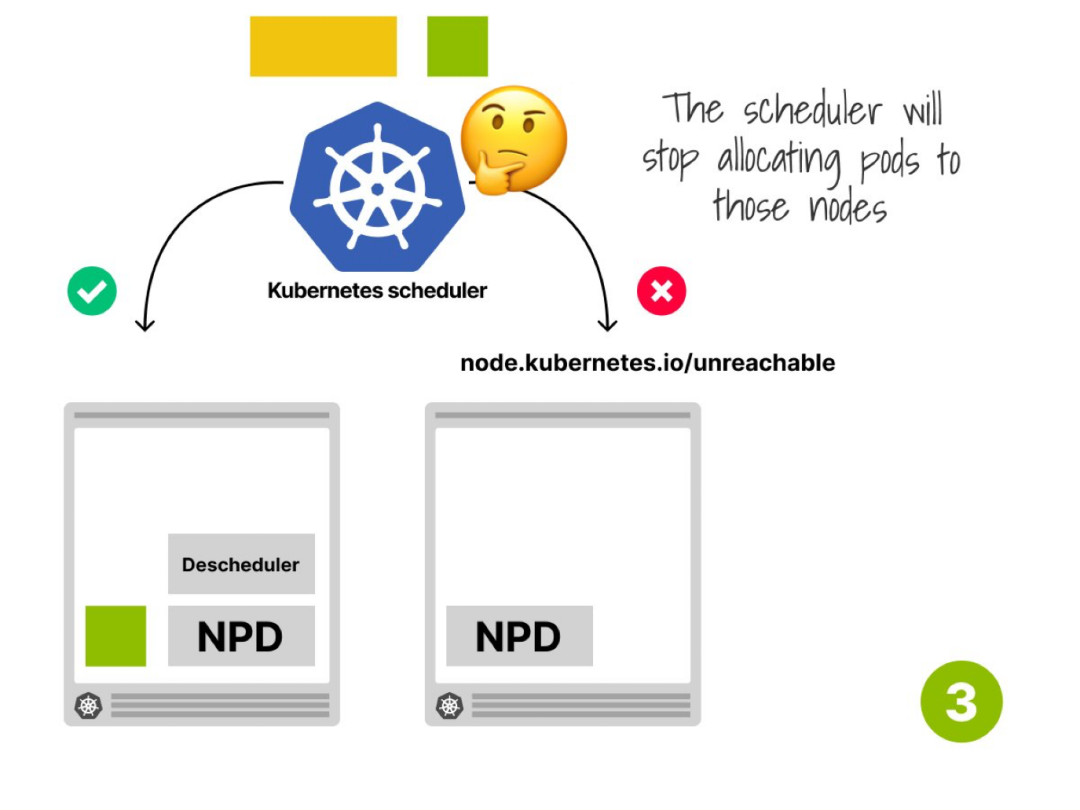 The scheduler will
stop allocating pods to
those nodes
Kubernetes scheduler
node.kubernetes.io/unreachable
Descheduler
NPD
NPD
3